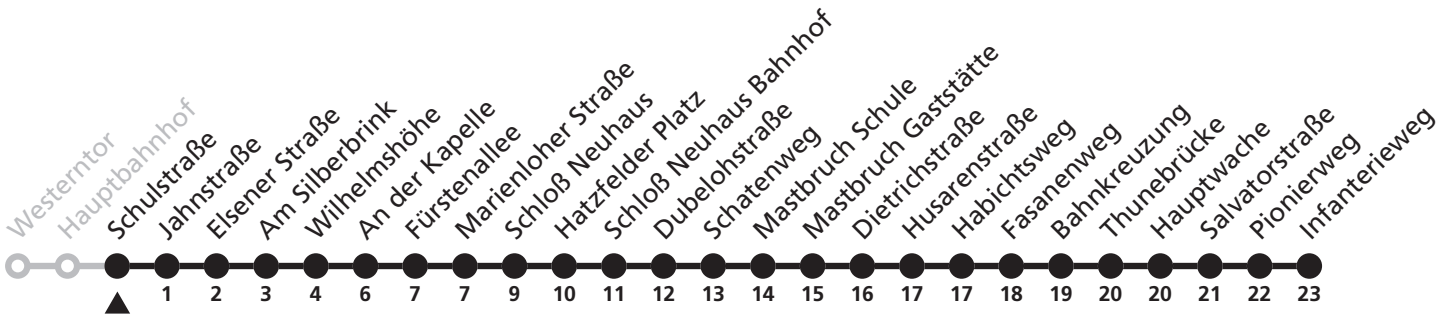 Westerntor
Hauptbahnhof
Schulstraße
Jahnstraße
Elsener Straße
Am Silberbrink
Wilhelmshöhe
An der Kapelle
Fürstenallee
Marienloher Straße
Schloß Neuhaus
Hatzfelder Platz
Schloß Neuhaus Bahnhof
Dubelohstraße
Schatenweg
Mastbruch Schule
Mastbruch Gaststätte
Dietrichstraße
Husarenstraße
Habichtsweg
Fasanenweg
Bahnkreuzung
Thunebrücke
Hauptwache
Salvatorstraße
Pionierweg
Infanterieweg
1 2 3 4 6 7 7 9 10 11 12 13 14 15 16 17 17 18 19 20 20 21 22 23